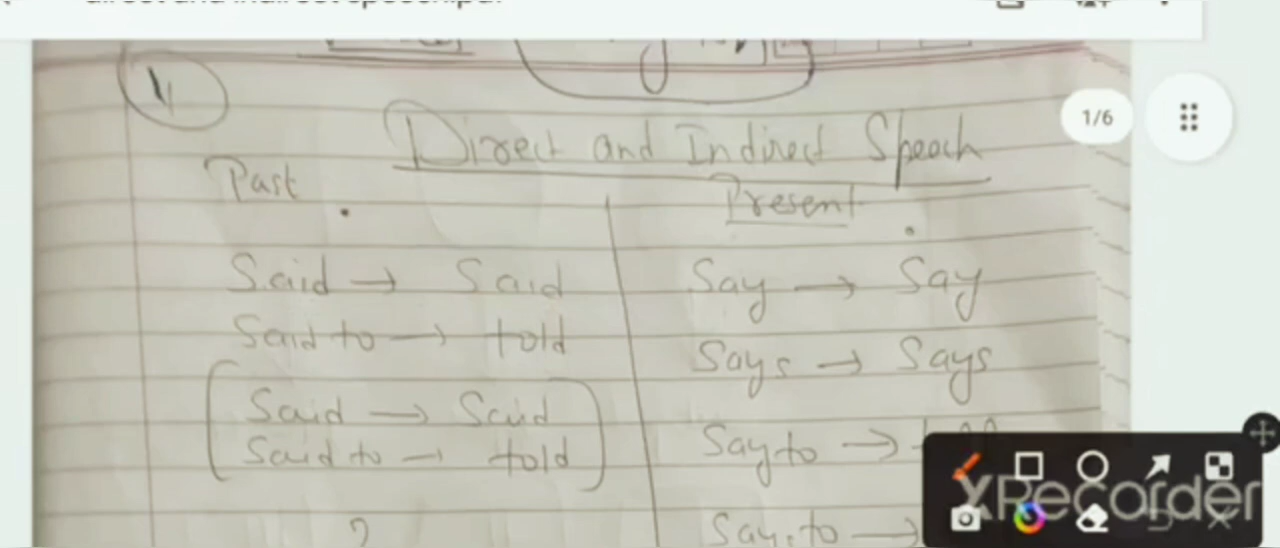 1/6
Direct and Indirect Speech
Past
Present
Said → Said
Said to → told
Said → Said
Said to → told
?
Say → Say
Says → Says
Say to →
Says to →
XRecorder